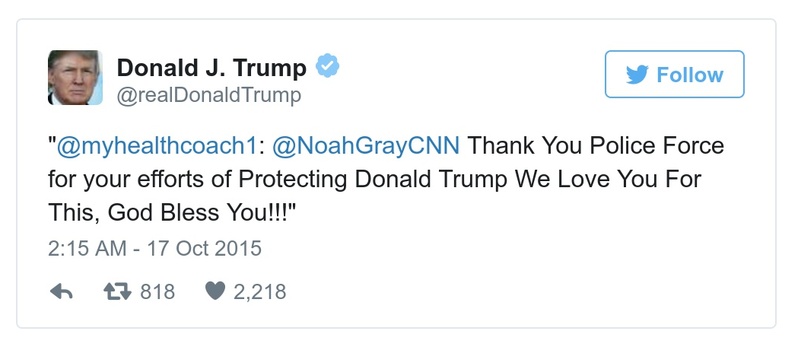 Donald J. Trump
@realDonaldTrump
Follow
"@myhealthcoach1: @NoahGrayCNN Thank You Police Force
for your efforts of Protecting Donald Trump We Love You For
This, God Bless You!!!"
2:15 AM - 17 Oct 2015
818 2,218